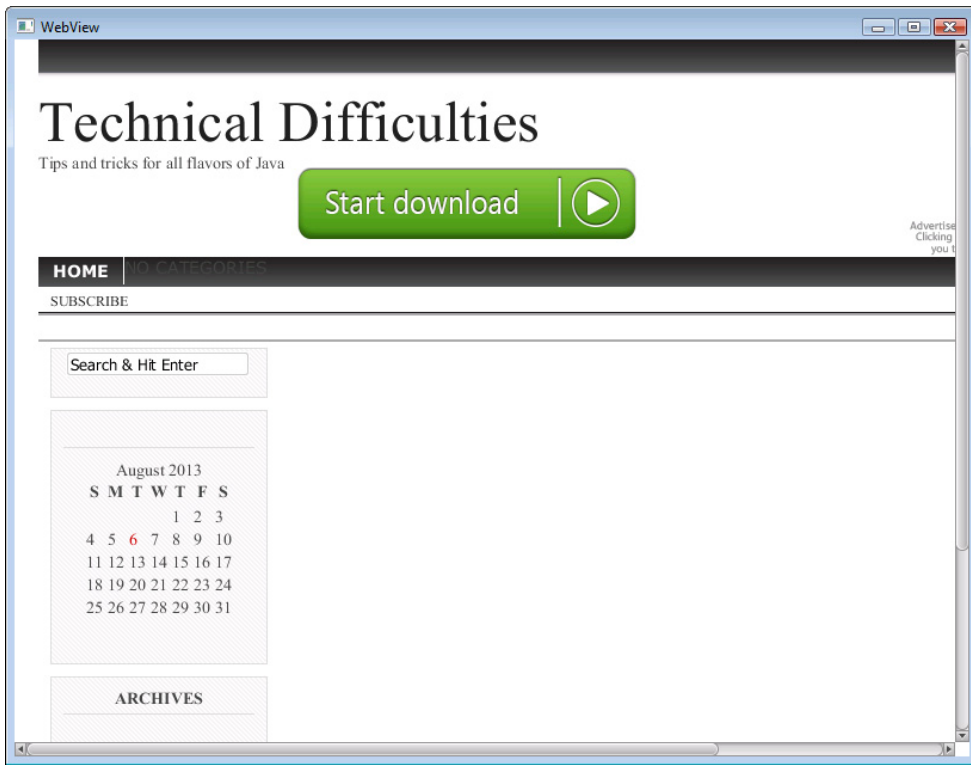 WebView
Technical Difficulties
Tips and tricks for all flavors of Java
Start download
Advertise
Clicking
you t
HOME
NO CATEGORIES
SUBSCRIBE
Search & Hit Enter
August 2013
S M T W T F S
1 2 3
4 5 6 7 8 9 10
11 12 13 14 15 16 17
18 19 20 21 22 23 24
25 26 27 28 29 30 31
ARCHIVES